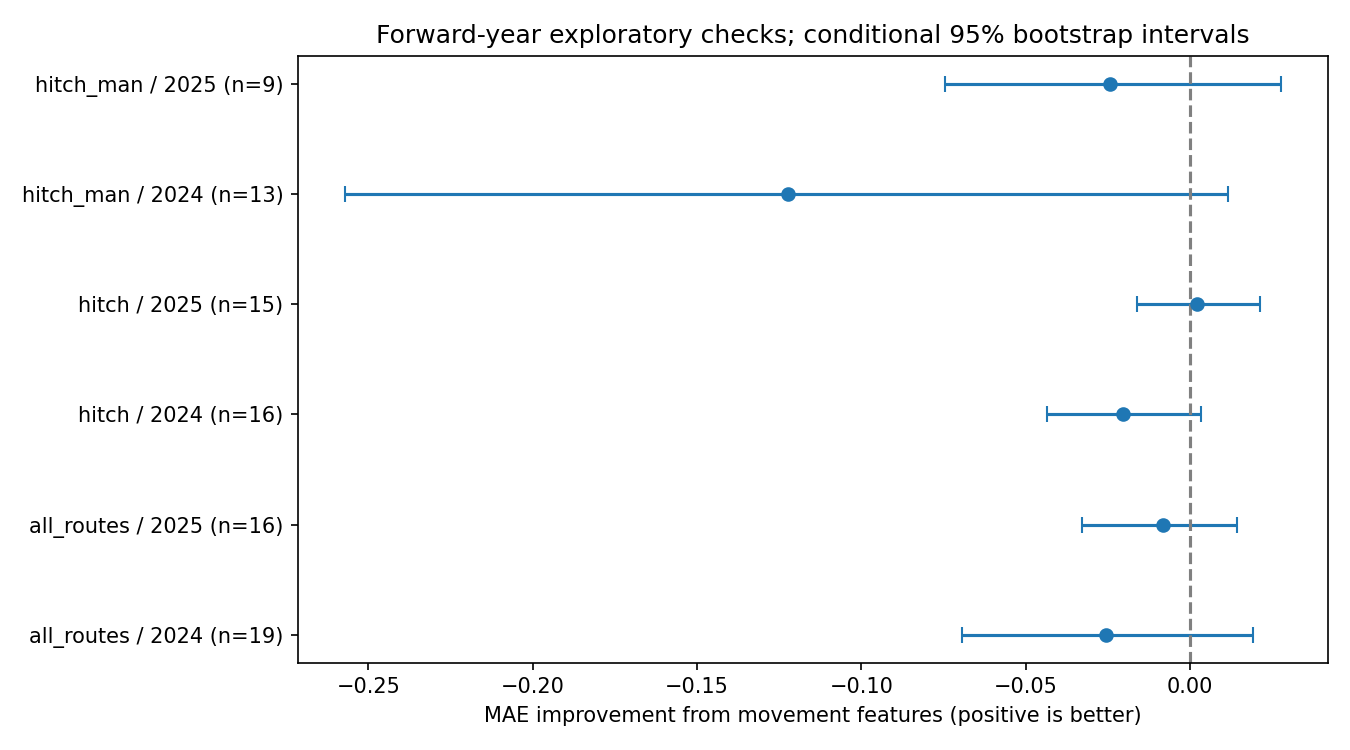 Forward-year exploratory checks; conditional 95% bootstrap intervals
hitch_man / 2025 (n=9)
hitch_man / 2024 (n=13)
hitch / 2025 (n=15)
hitch / 2024 (n=16)
all_routes / 2025 (n=16)
all_routes / 2024 (n=19)
−0.25 −0.20 −0.15 −0.10 −0.05 0.00
MAE improvement from movement features (positive is better)